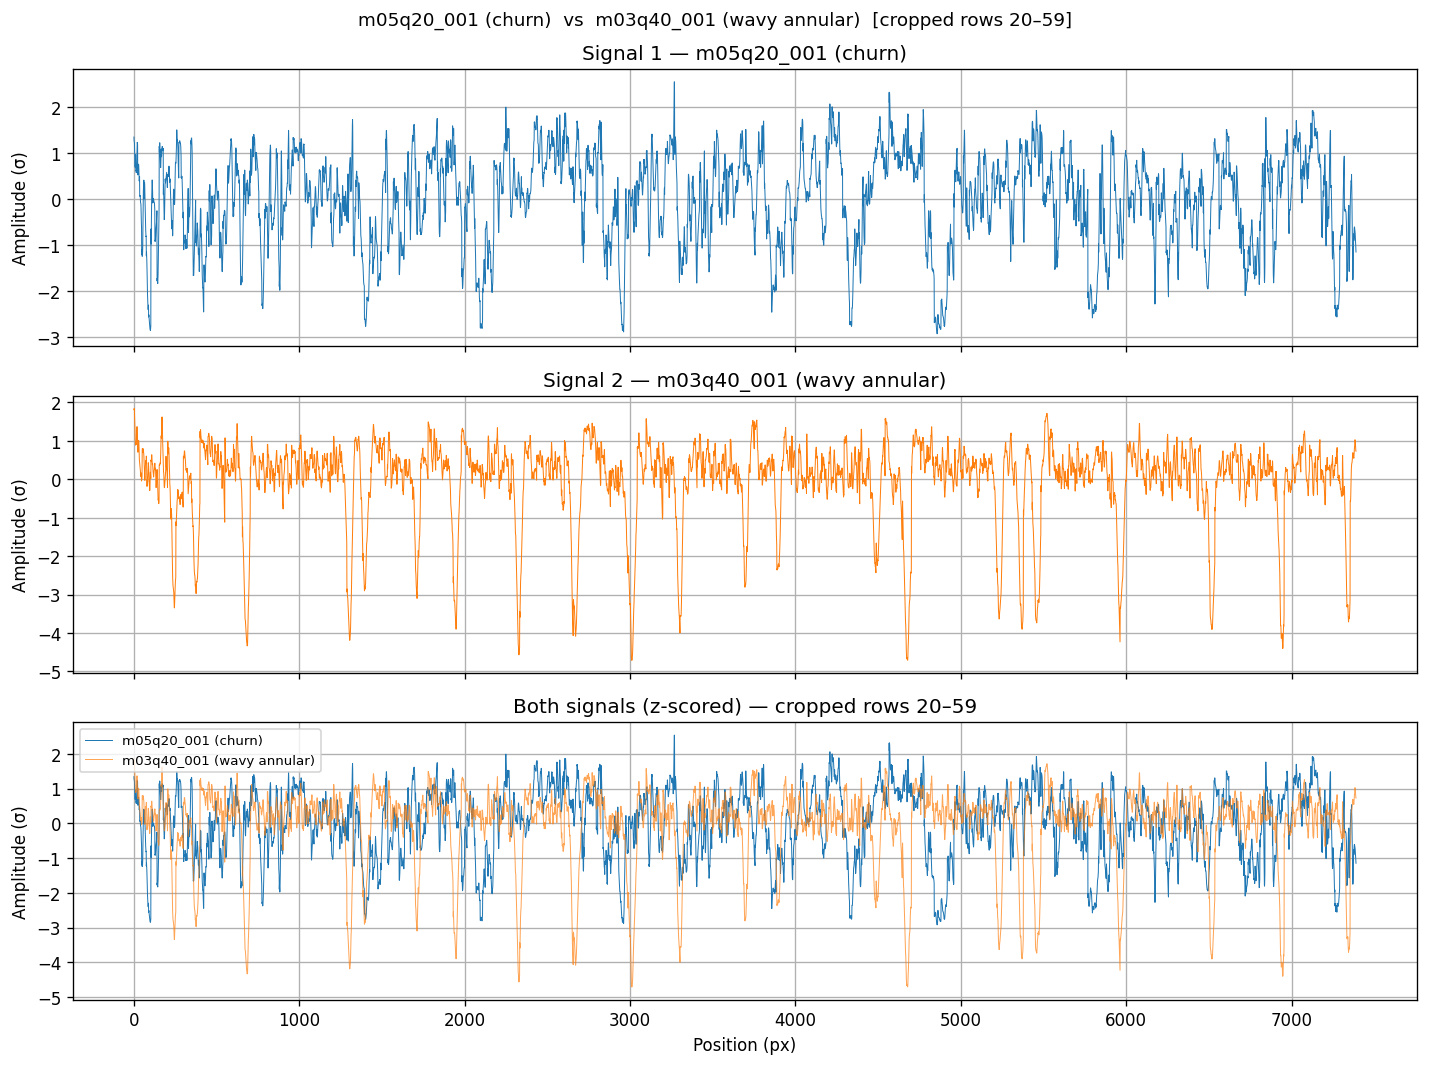 m05q20_001 (churn)  vs  m03q40_001 (wavy annular)  [cropped rows 20–59]
Signal 1 — m05q20_001 (churn)
Amplitude (σ)
2
1
0
−1
−2
−3
Signal 2 — m03q40_001 (wavy annular)
Amplitude (σ)
2
1
0
−1
−2
−3
−4
−5
Both signals (z-scored) — cropped rows 20–59
m05q20_001 (churn)
m03q40_001 (wavy annular)
Amplitude (σ)
2
1
0
−1
−2
−3
−4
−5
0 1000 2000 3000 4000 5000 6000 7000
Position (px)